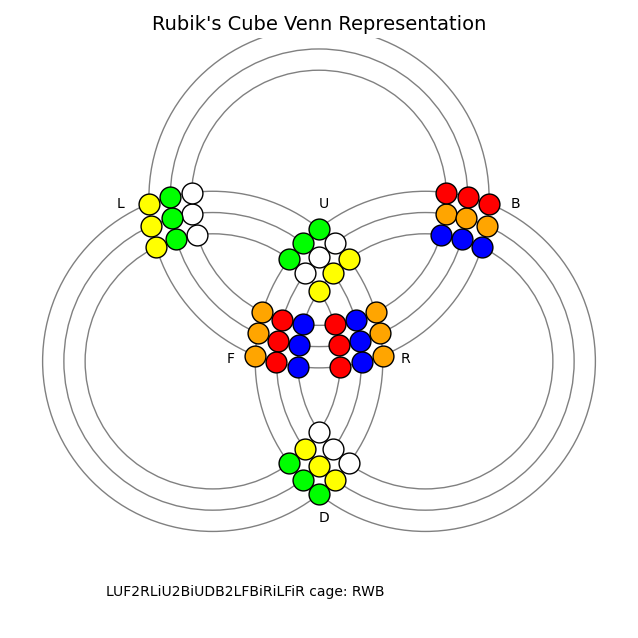 Rubik's Cube Venn Representation
L
U
B
F
R
D
LUF2RLiU2BiUDB2LFBiRiLFiR cage: RWB